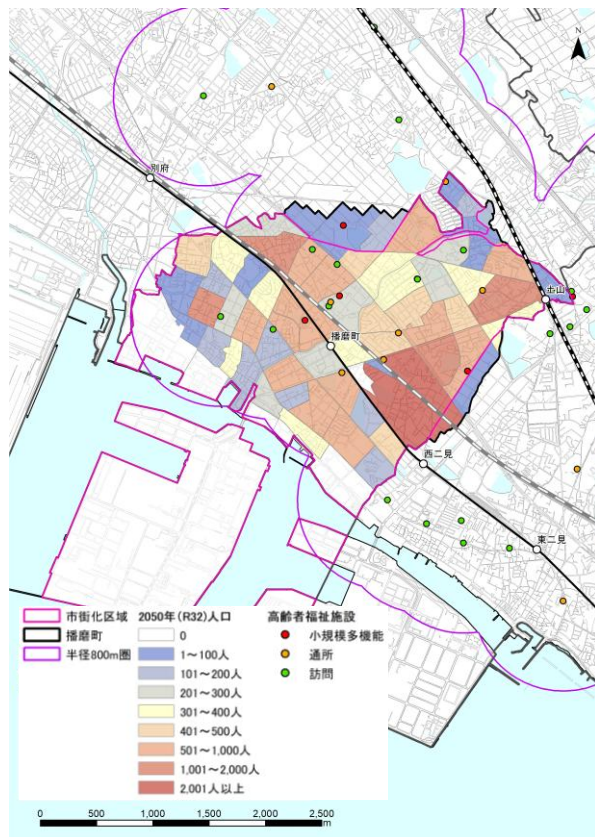 N
別府
土山
播磨町
西二見
東二見
市街化区域
播磨町
半径800m圏
2050年(R32)人口
0
1～100人
101～200人
201～300人
301～400人
401～500人
501～1,000人
1,001～2,000人
2,001人以上
高齢者福祉施設
小規模多機能
通所
訪問
0 500 1,000 1,500 2,000 2,500
m